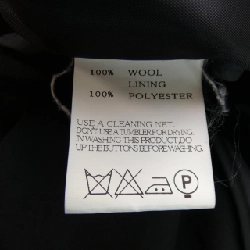 100% WOOL
LINING
100% POLYESTER
USE A CLEANING NET.
DON'T USE A TUMBLER FOR DRYING.
IN WASHING THIS PRODUCT, DO
UP THE BUTTONS BEFORE WASHING.
P